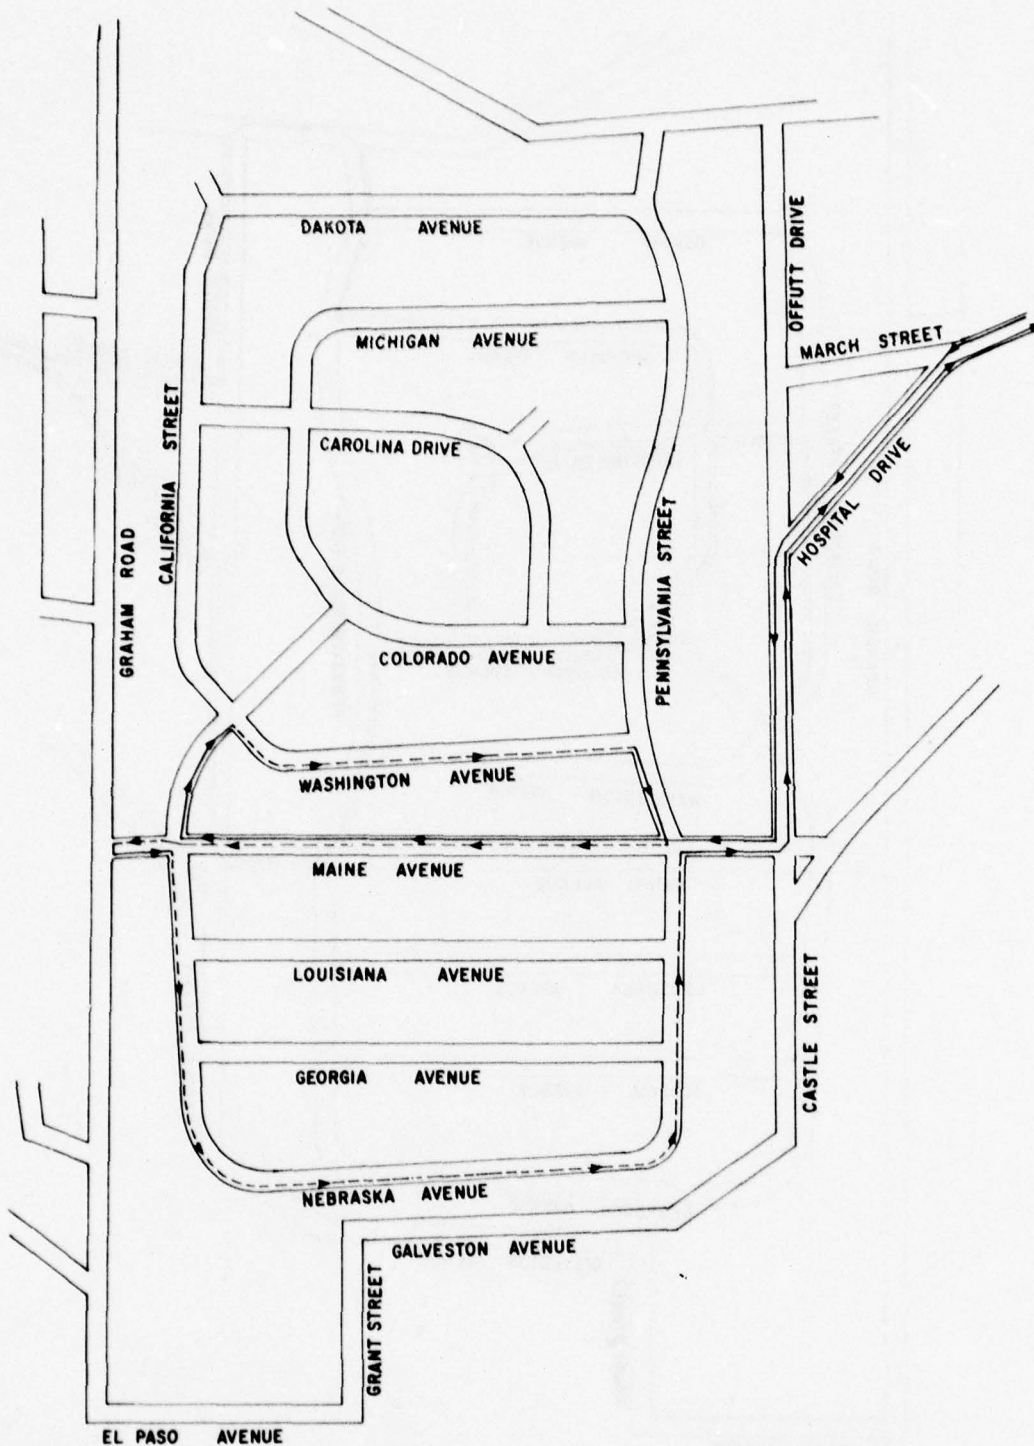 DAKOTA AVENUE
OFFUTT DRIVE
MICHIGAN AVENUE
MARCH STREET
CALIFORNIA STREET
CAROLINA DRIVE
HOSPITAL DRIVE
GRAHAM ROAD
PENNSYLVANIA STREET
COLORADO AVENUE
WASHINGTON AVENUE
MAINE AVENUE
LOUISIANA AVENUE
CASTLE STREET
GEORGIA AVENUE
NEBRASKA AVENUE
GALVESTON AVENUE
GRANT STREET
EL PASO AVENUE